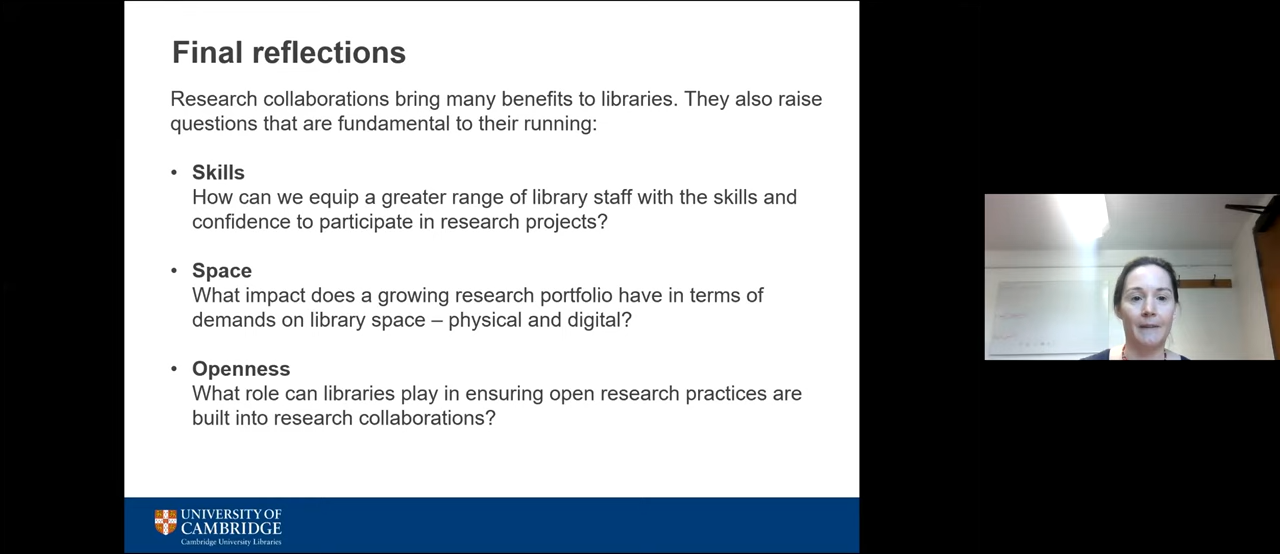 Final reflections
Research collaborations bring many benefits to libraries. They also raise
questions that are fundamental to their running:
• Skills
How can we equip a greater range of library staff with the skills and
confidence to participate in research projects?
• Space
What impact does a growing research portfolio have in terms of
demands on library space – physical and digital?
• Openness
What role can libraries play in ensuring open research practices are
built into research collaborations?
UNIVERSITY OF
CAMBRIDGE
Cambridge University Libraries